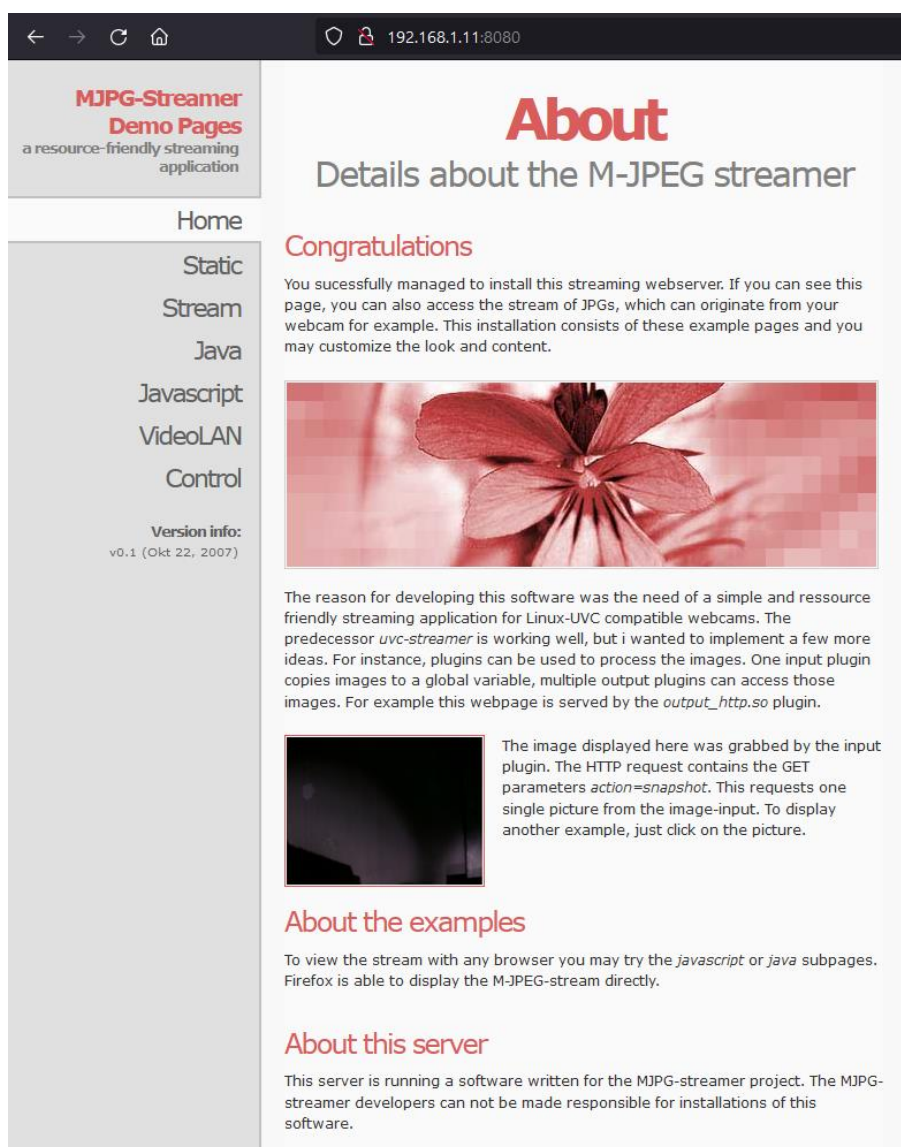 192.168.1.11:8080
MJPG-Streamer
Demo Pages
a resource-friendly streaming
application
Home
Static
Stream
Java
Javascript
VideoLAN
Control
Version info:
v0.1 (Okt 22, 2007)
About
Details about the M-JPEG streamer
Congratulations
You sucessfully managed to install this streaming webserver. If you can see this
page, you can also access the stream of JPGs, which can originate from your
webcam for example. This installation consists of these example pages and you
may customize the look and content.
The reason for developing this software was the need of a simple and ressource
friendly streaming application for Linux-UVC compatible webcams. The
predecessor uvc-streamer is working well, but i wanted to implement a few more
ideas. For instance, plugins can be used to process the images. One input plugin
copies images to a global variable, multiple output plugins can access those
images. For example this webpage is served by the output_http.so plugin.
The image displayed here was grabbed by the input
plugin. The HTTP request contains the GET
parameters action=snapshot. This requests one
single picture from the image-input. To display
another example, just click on the picture.
About the examples
To view the stream with any browser you may try the javascript or java subpages.
Firefox is able to display the M-JPEG-stream directly.
About this server
This server is running a software written for the MJPG-streamer project. The MJPG-
streamer developers can not be made responsible for installations of this
software.